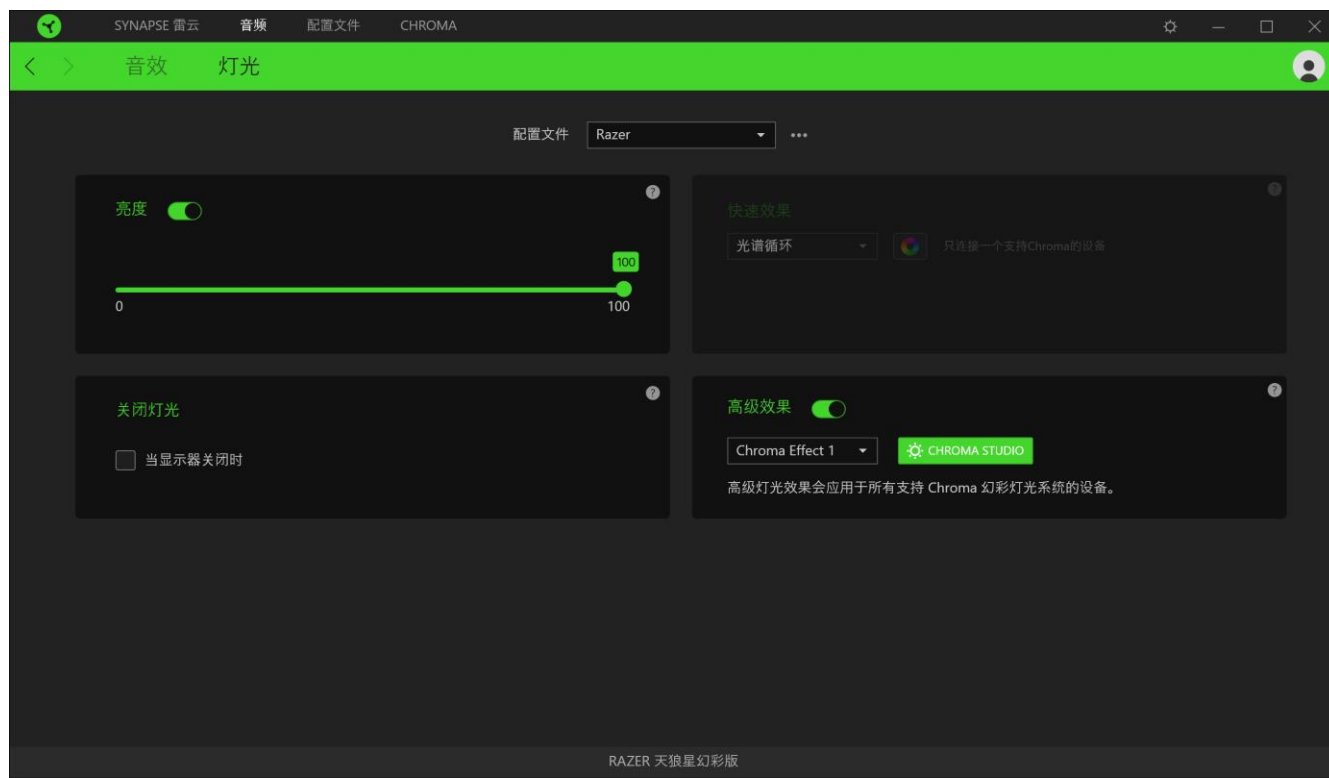 SYNAPSE 雷云 音频 配置文件 CHROMA
音效 灯光
配置文件 Razer
亮度
100
0 100
快速效果
光谱循环 只连接一个支持Chroma的设备
关闭灯光
当显示器关闭时
高级效果
Chroma Effect 1 CHROMA STUDIO
高级灯光效果会应用于所有支持 Chroma 幻彩灯光系统的设备。
RAZER 天狼星幻彩版